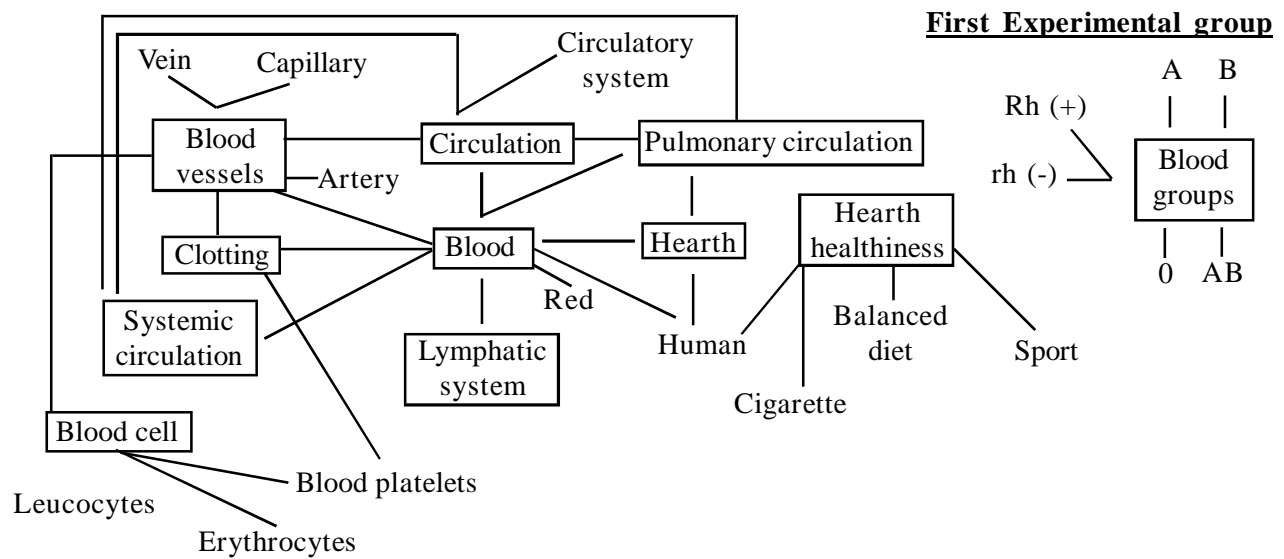 First Experimental group
Circulatory
system
Vein
Capillary
A
B
Rh (+)
Blood
vessels
Circulation
Pulmonary circulation
Artery
rh (-)
Blood
groups
Hearth
healthiness
Clotting
Blood
Hearth
0
AB
Red
Systemic
circulation
Balanced
diet
Human
Sport
Lymphatic
system
Cigarette
Blood cell
Blood platelets
Leucocytes
Erythrocytes